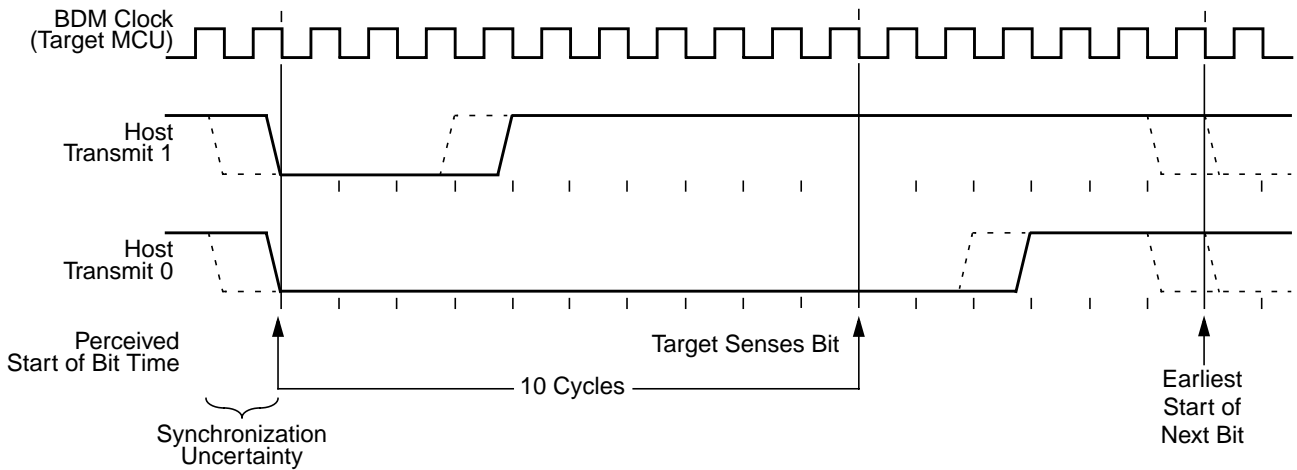 BDM Clock
(Target MCU)
Host
Transmit 1
Host
Transmit 0
Perceived
Start of Bit Time
Target Senses Bit
10 Cycles
Earliest
Start of
Next Bit
Synchronization
Uncertainty